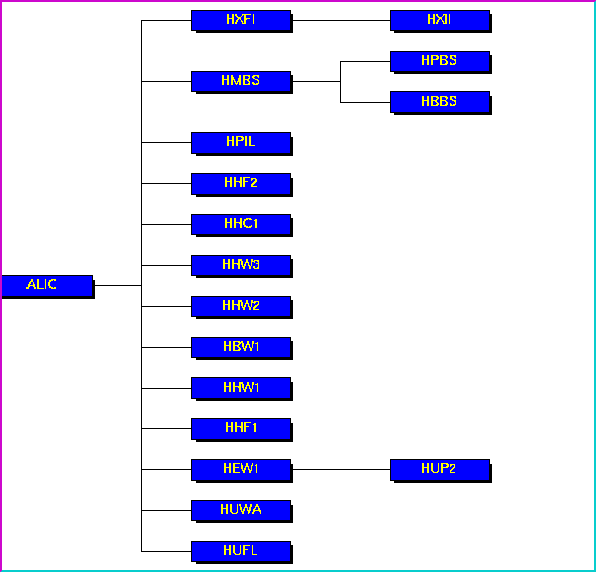 HXFI HXII
HPBS
HMBS
HBBS
HPIL
HHF2
HHC1
HHW3
ALIC
HHW2
HBW1
HHW1
HHF1
HEW1 HUP2
HUWA
HUFL